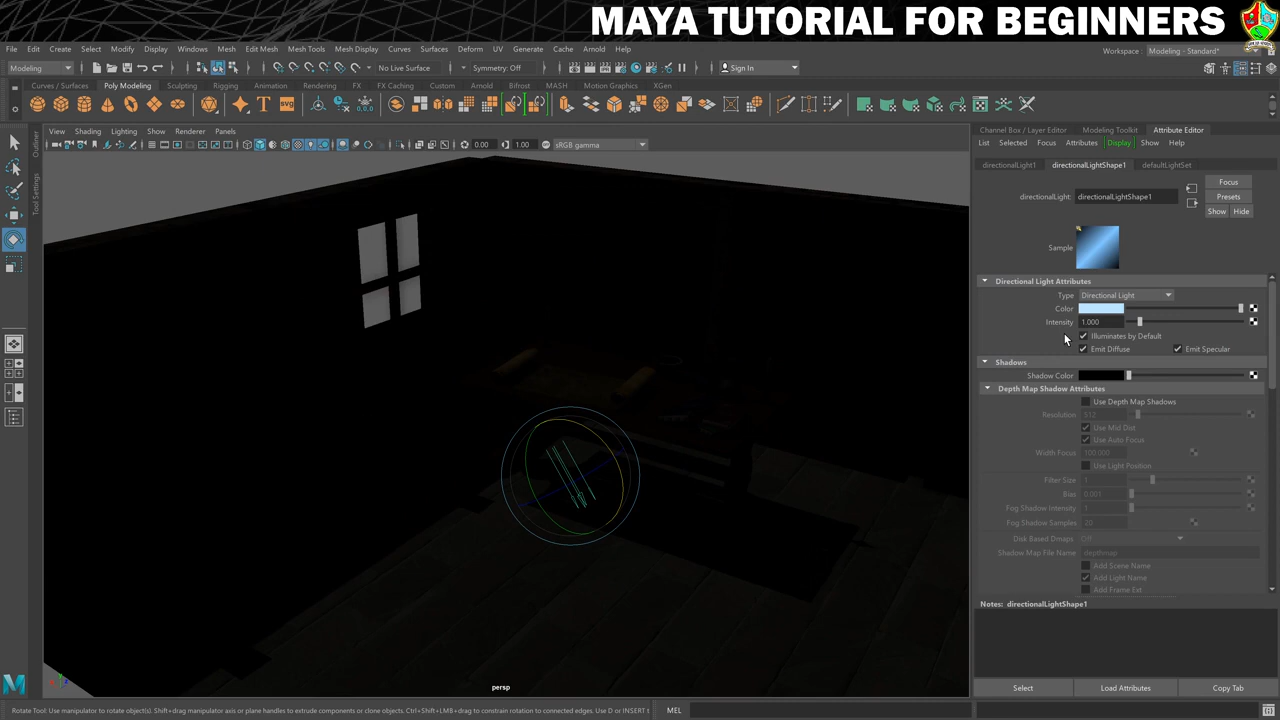 MAYA TUTORIAL FOR BEGINNERS
File Edit Create Select Modify Display Windows Mesh Edit Mesh Mesh Tools Mesh Display Curves Surfaces Deform UV Generate Cache Arnold Help
Workspace : Modeling - Standard*
Modeling No Live Surface Symmetry: Off Sign In
Curves / Surfaces Poly Modeling Sculpting Rigging Animation Rendering FX FX Caching Custom Arnold Bifrost MASH Motion Graphics XGen
SVG
View Shading Lighting Show Renderer Panels
0.00 1.00 sRGB gamma
Outliner
Tool Settings
persp
Channel Box / Layer Editor Modeling Toolkit Attribute Editor
List Selected Focus Attributes Display Show Help
directionalLight1 directionalLightShape1 defaultLightSet
directionalLight: directionalLightShape1
Focus
Presets
Show Hide
Sample
Directional Light Attributes
Type Directional Light
Color
Intensity 1.000
Illuminates by Default
Emit Diffuse Emit Specular
Shadows
Shadow Color
Depth Map Shadow Attributes
Use Depth Map Shadows
Resolution 512
Use Mid Dist
Use Auto Focus
Width Focus 100.000
Use Light Position
Filter Size 1
Bias 0.001
Fog Shadow Intensity 1
Fog Shadow Samples 20
Disk Based Dmaps Off
Shadow Map File Name depthmap
Add Scene Name
Add Light Name
Add Frame Ext
Notes: directionalLightShape1
Select Load Attributes Copy Tab
Rotate Tool: Use manipulator to rotate object(s). Shift+drag manipulator axis or plane handles to extrude components or clone objects. Ctrl+Shift+LMB+drag to constrain rotation to connected edges. Use D or INSERT t
MEL